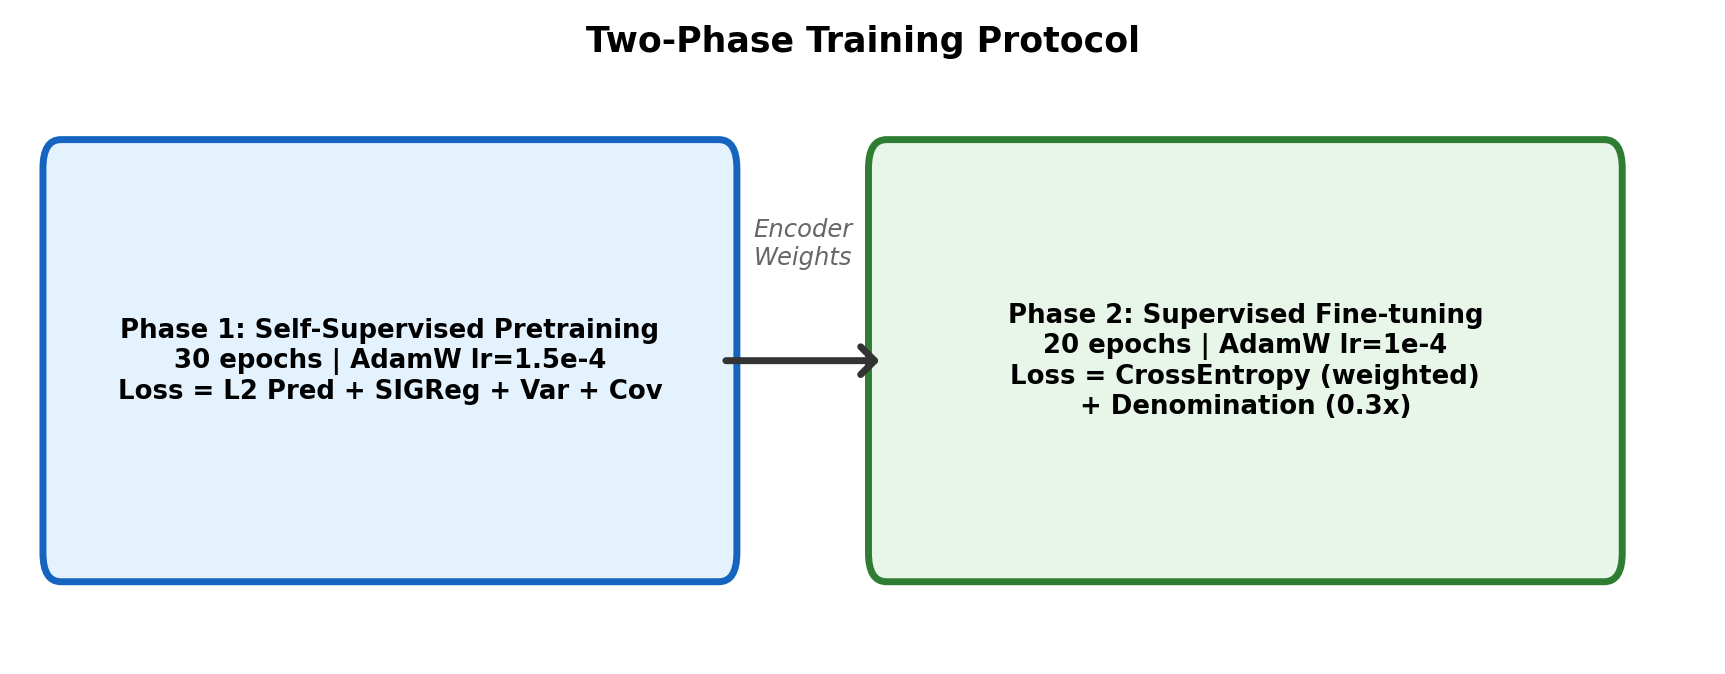 Two-Phase Training Protocol
Phase 1: Self-Supervised Pretraining
30 epochs | AdamW lr=1.5e-4
Loss = L2 Pred + SIGReg + Var + Cov
Encoder
Weights
Phase 2: Supervised Fine-tuning
20 epochs | AdamW lr=1e-4
Loss = CrossEntropy (weighted)
+ Denomination (0.3x)